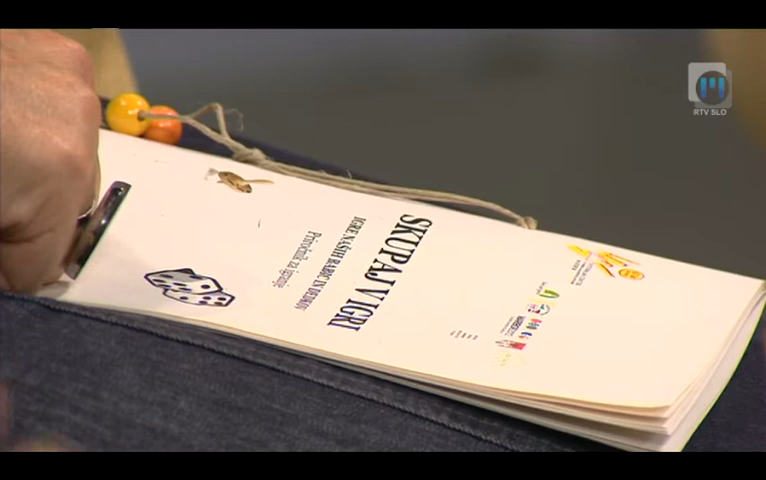 RTV SLO
SKUPAJ V IGRI
IGRE NAŠIH BABIC IN DEDKOV
Priročnik za igranje